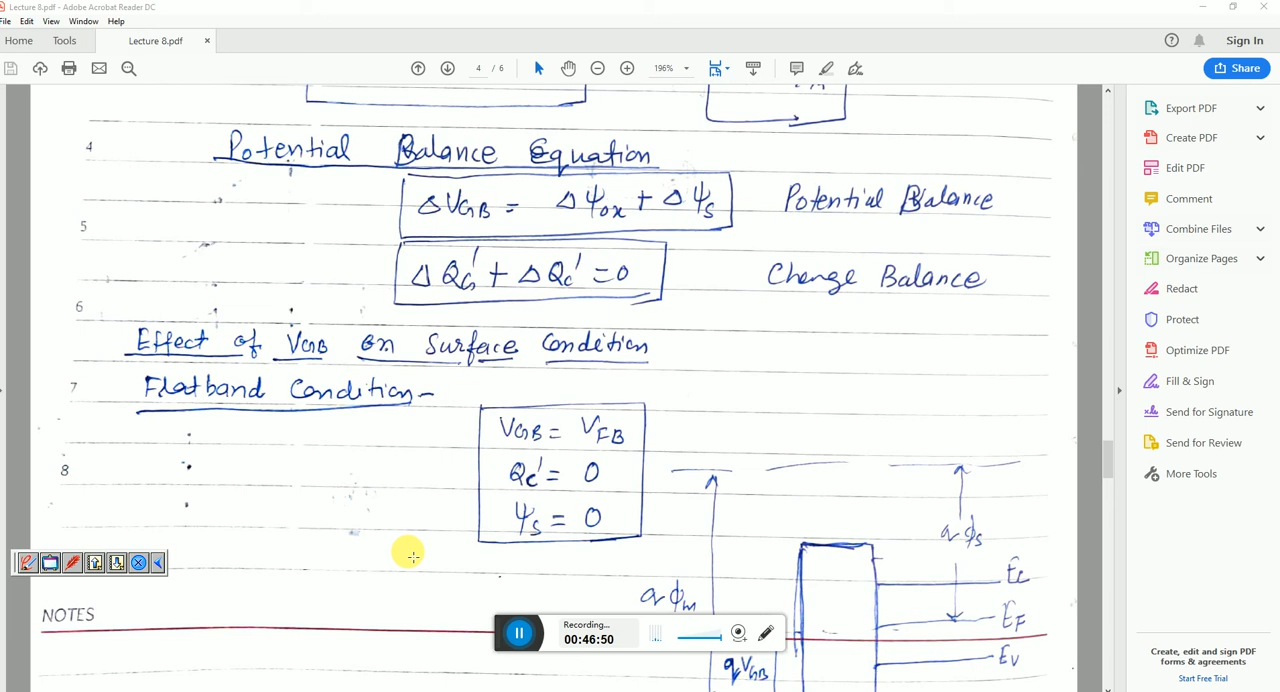 Lecture 8.pdf - Adobe Acrobat Reader DC
File Edit View Window Help
Home Tools Lecture 8.pdf × Sign In
4 / 6 196% Share
4 Potential Balance Equation
ΔVGB = Δψox + Δψs Potential Balance
5
ΔQG' + ΔQc' = 0 Change Balance
6
Effect of VGB on Surface Condition
7 Flatband Condition-
VGB = VFB
8 Qc' = 0
ψs = 0
qϕs
Ec
qϕm
EF
Ev
qVGB
NOTES
Recording...
00:46:50
Export PDF
Create PDF
Edit PDF
Comment
Combine Files
Organize Pages
Redact
Protect
Optimize PDF
Fill & Sign
Send for Signature
Send for Review
More Tools
Create, edit and sign PDF
forms & agreements
Start Free Trial